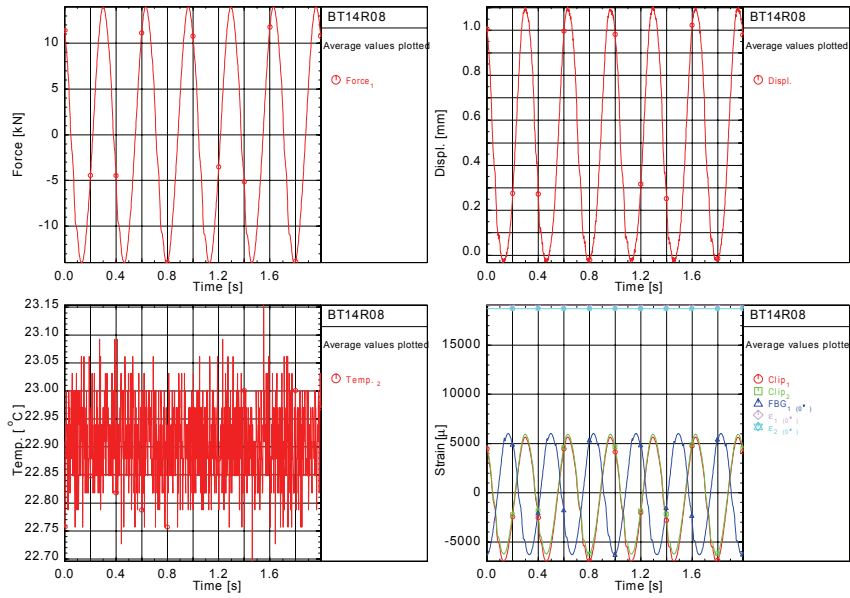 BT14R08
Average values plotted
Force1
10
5
0
-5
-10
Force [kN]
0.0 0.4 0.8 1.2 1.6
Time [s]
BT14R08
Average values plotted
Displ.
1.0
0.8
0.6
0.4
0.2
0.0
Displ. [mm]
0.0 0.4 0.8 1.2 1.6
Time [s]
BT14R08
Average values plotted
Temp.2
23.15
23.10
23.05
23.00
22.95
22.90
22.85
22.80
22.75
22.70
Temp. [°C]
0.0 0.4 0.8 1.2 1.6
Time [s]
BT14R08
Average values plotte
Clip1
Clip2
FBG1 (g*)
ε1 (g*)
ε2 (g*)
15000
10000
5000
0
-5000
Strain [μ]
0.0 0.4 0.8 1.2 1.6
Time [s]